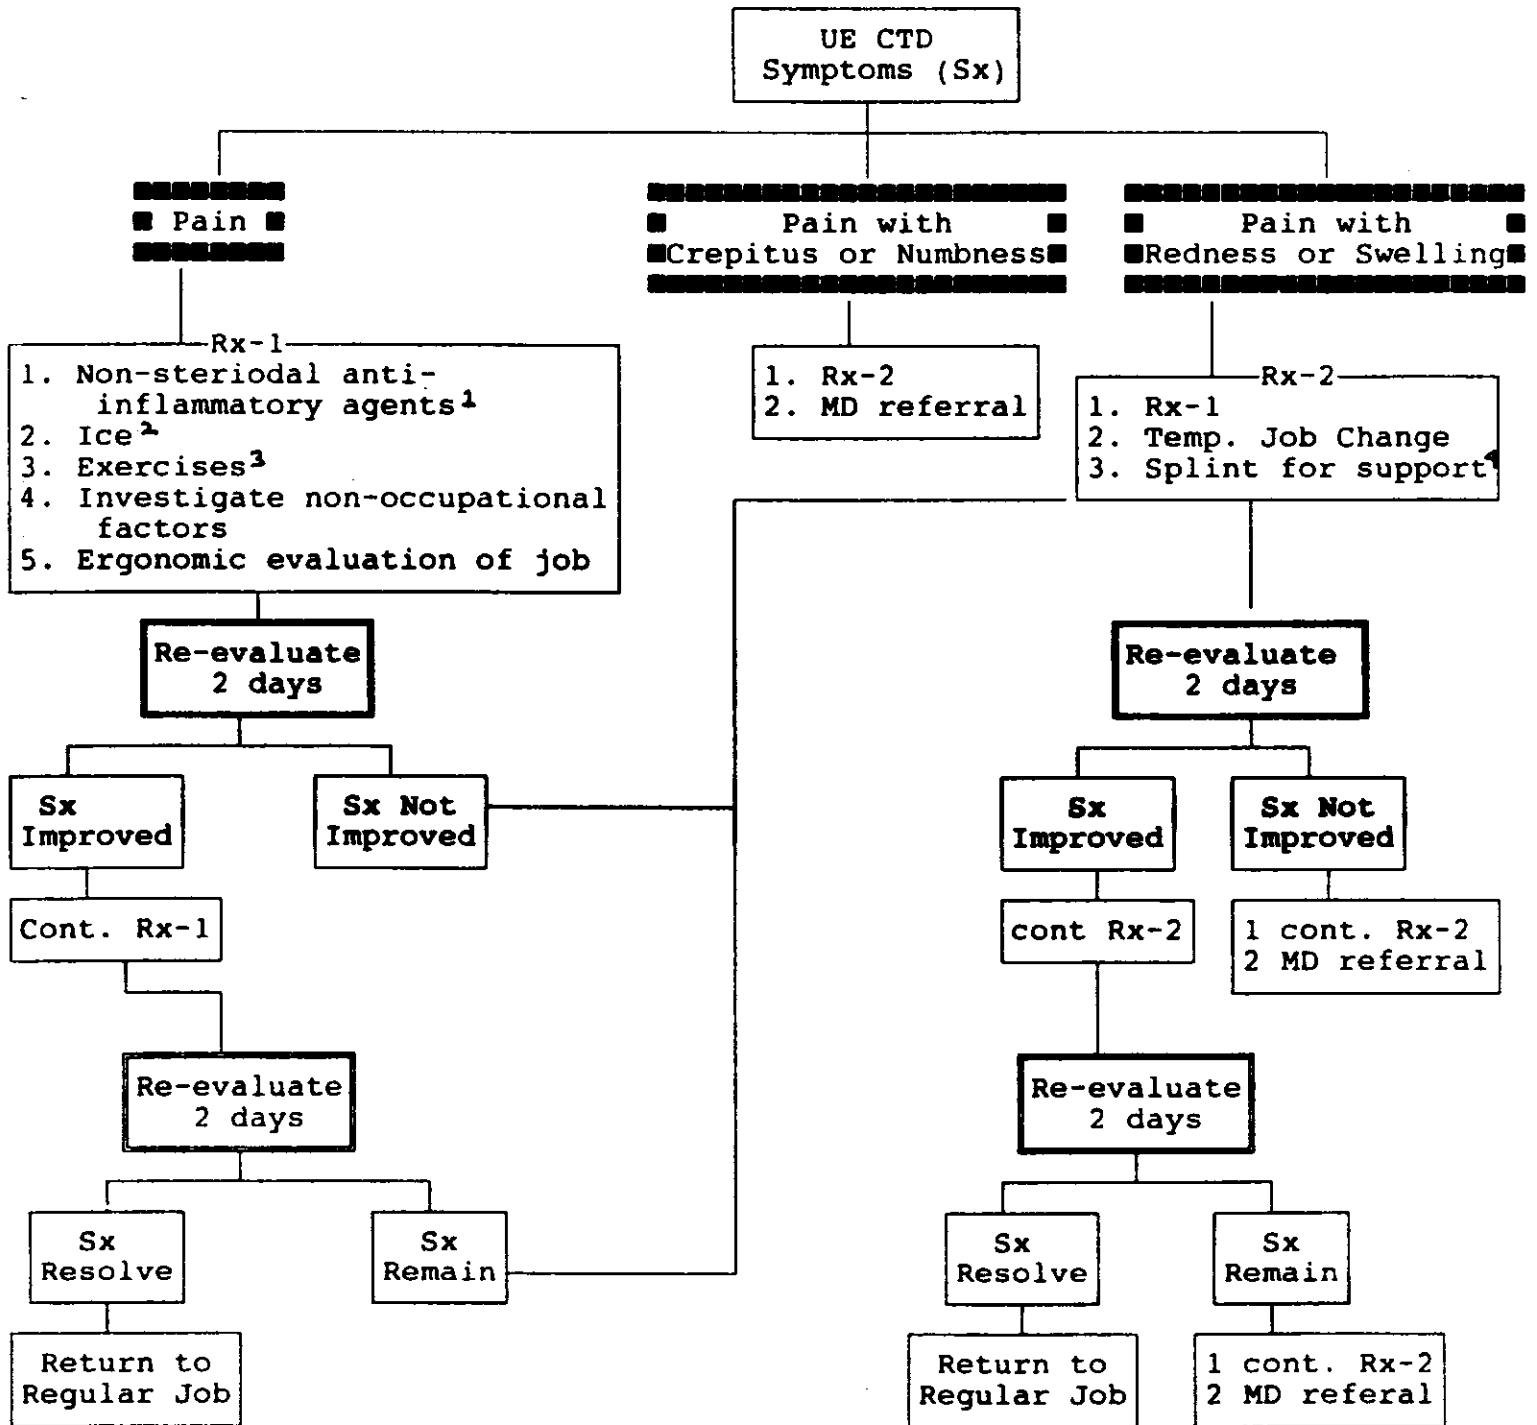 UE CTD
Symptoms (Sx)
Pain
Pain with
Crepitus or Numbness
Pain with
Redness or Swelling
Rx-1
1. Non-steriodal anti-
inflammatory agents¹
2. Ice²
3. Exercises³
4. Investigate non-occupational
factors
5. Ergonomic evaluation of job
1. Rx-2
2. MD referral
Rx-2
1. Rx-1
2. Temp. Job Change
3. Splint for support⁴
Re-evaluate
2 days
Sx
Improved
Sx Not
Improved
Cont. Rx-1
Re-evaluate
2 days
Sx
Resolve
Sx
Remain
Return to
Regular Job
Re-evaluate
2 days
Sx
Improved
Sx Not
Improved
cont Rx-2
1 cont. Rx-2
2 MD referral
Re-evaluate
2 days
Sx
Resolve
Sx
Remain
Return to
Regular Job
1 cont. Rx-2
2 MD referal